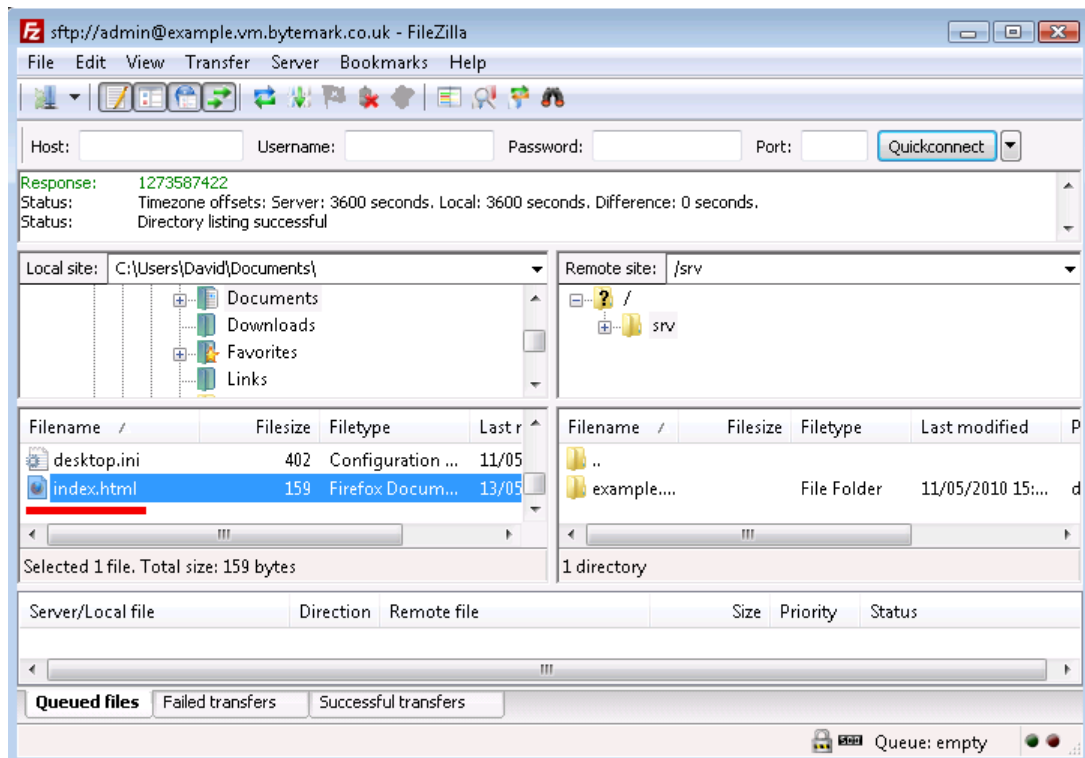 sftp://admin@example.vm.bytemark.co.uk - FileZilla
File Edit View Transfer Server Bookmarks Help
Host: Username: Password: Port: Quickconnect
Response: 1273587422
Status: Timezone offsets: Server: 3600 seconds. Local: 3600 seconds. Difference: 0 seconds.
Status: Directory listing successful
Local site: C:\Users\David\Documents\
Documents
Downloads
Favorites
Links
Remote site: /srv
/
srv
Filename / Filesize Filetype Last r
desktop.ini 402 Configuration ... 11/05
index.html 159 Firefox Docum... 13/05
Selected 1 file. Total size: 159 bytes
Filename / Filesize Filetype Last modified P
..
example.... File Folder 11/05/2010 15:... d
1 directory
Server/Local file Direction Remote file Size Priority Status
Queued files Failed transfers Successful transfers
Queue: empty